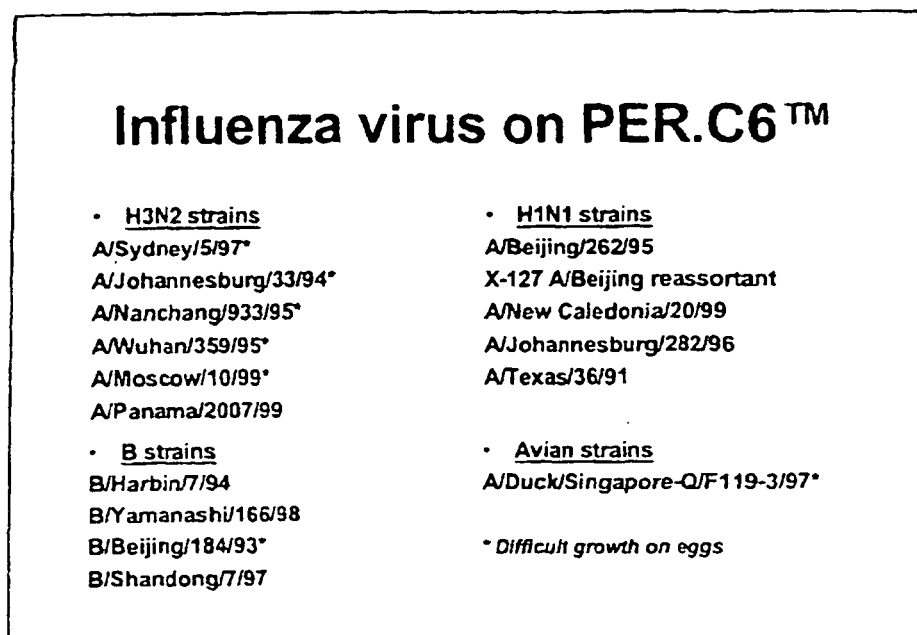 Influenza virus on PER.C6™
• H3N2 strains
A/Sydney/5/97*
A/Johannesburg/33/94*
A/Nanchang/933/95*
A/Wuhan/359/95*
A/Moscow/10/99*
A/Panama/2007/99
• B strains
B/Harbin/7/94
B/Yamanashi/166/98
B/Beijing/184/93*
B/Shandong/7/97
• H1N1 strains
A/Beijing/262/95
X-127 A/Beijing reassortant
A/New Caledonia/20/99
A/Johannesburg/282/96
A/Texas/36/91
• Avian strains
A/Duck/Singapore-Q/F119-3/97*
* Difficult growth on eggs